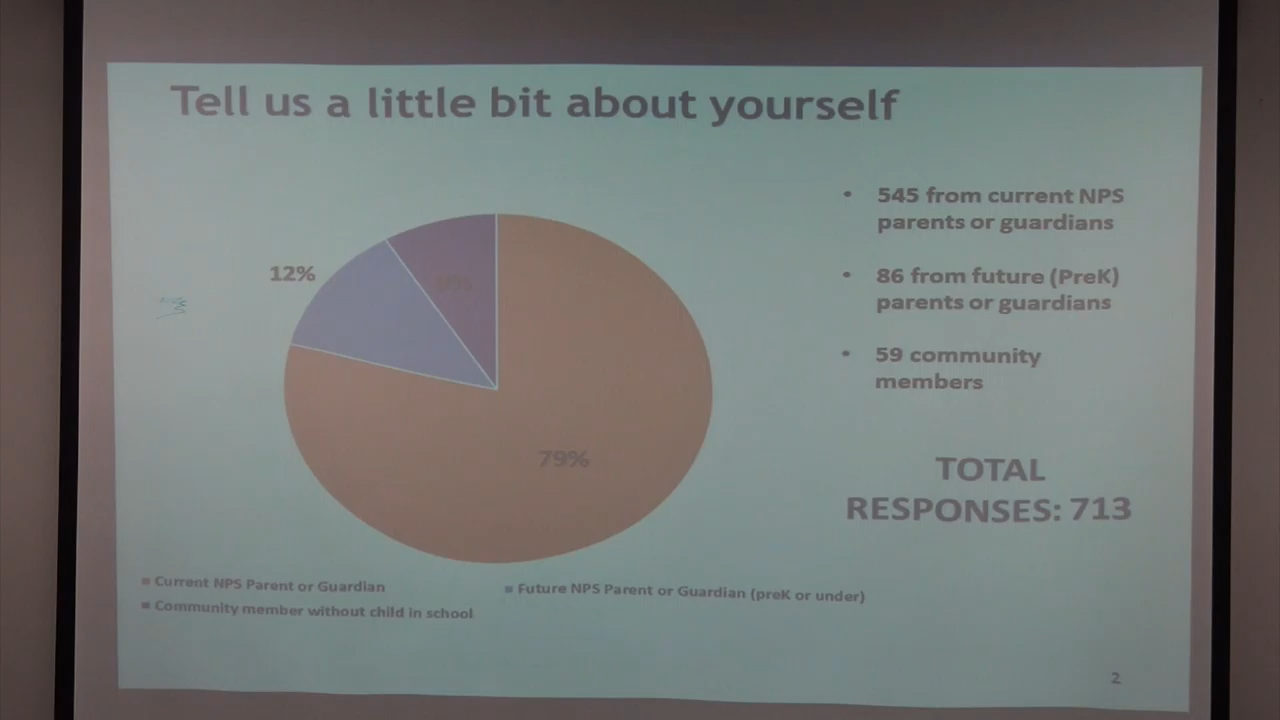 Tell us a little bit about yourself
• 545 from current NPS
parents or guardians
• 86 from future (PreK)
parents or guardians
• 59 community
members
TOTAL
RESPONSES: 713
12%
79%
Current NPS Parent or Guardian
Future NPS Parent or Guardian (preK or under)
Community member without child in school
2